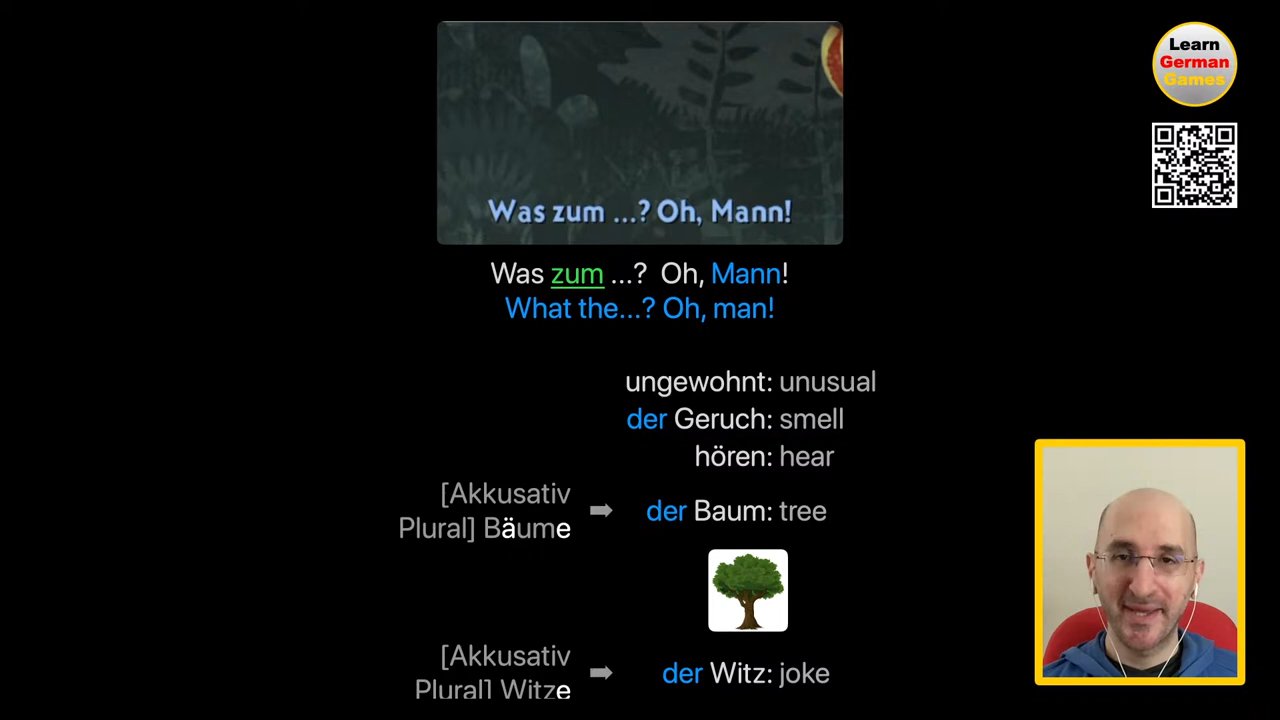 Learn
German
Games
Was zum ...? Oh, Mann!
Was zum ...? Oh, Mann!
What the...? Oh, man!
ungewohnt: unusual
der Geruch: smell
hören: hear
[Akkusativ
Plural] Bäume
➡ der Baum: tree
[Akkusativ
Plural] Witze
➡ der Witz: joke